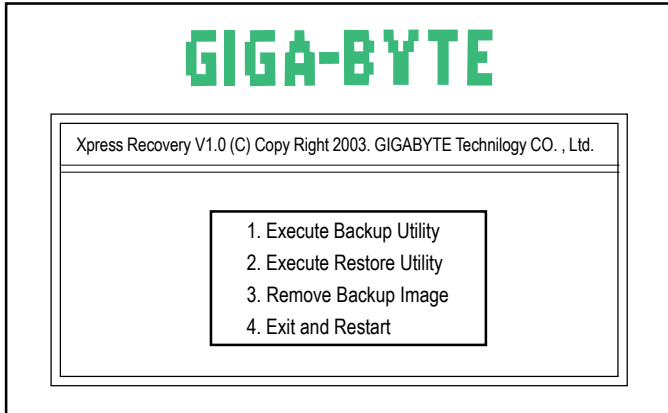 GIGA-BYTE
Xpress Recovery V1.0 (C) Copy Right 2003. GIGABYTE Technilogy CO. , Ltd.
1. Execute Backup Utility
2. Execute Restore Utility
3. Remove Backup Image
4. Exit and Restart